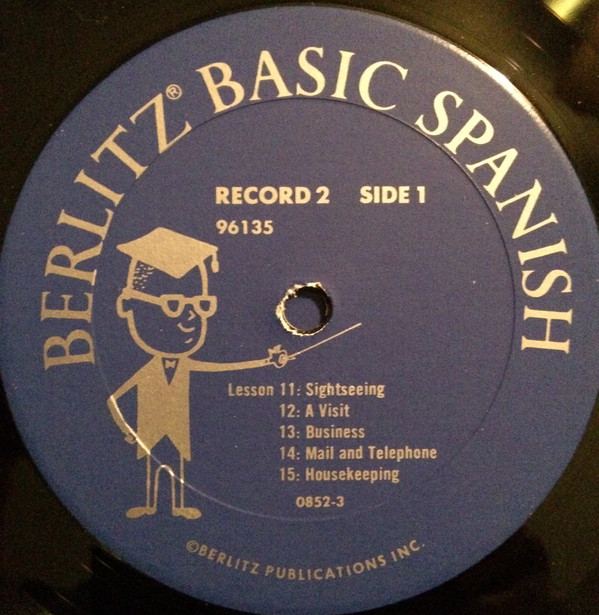 BERLITZ® BASIC SPANISH
RECORD 2 SIDE 1
96135
Lesson 11: Sightseeing
12: A Visit
13: Business
14: Mail and Telephone
15: Housekeeping
0852-3
©BERLITZ PUBLICATIONS INC.